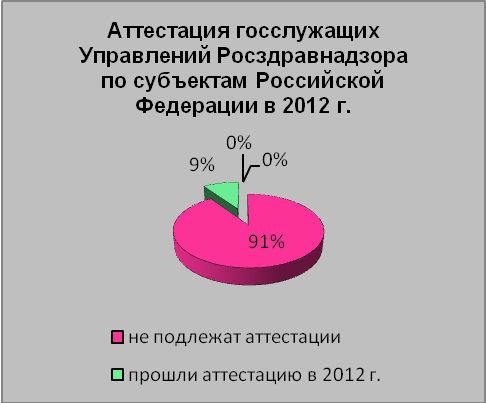 Аттестация госслужащих
Управлений Росздравнадзора
по субъектам Российской
Федерации в 2012 г.
0%
0%
9%
91%
не подлежат аттестации
прошли аттестацию в 2012 г.